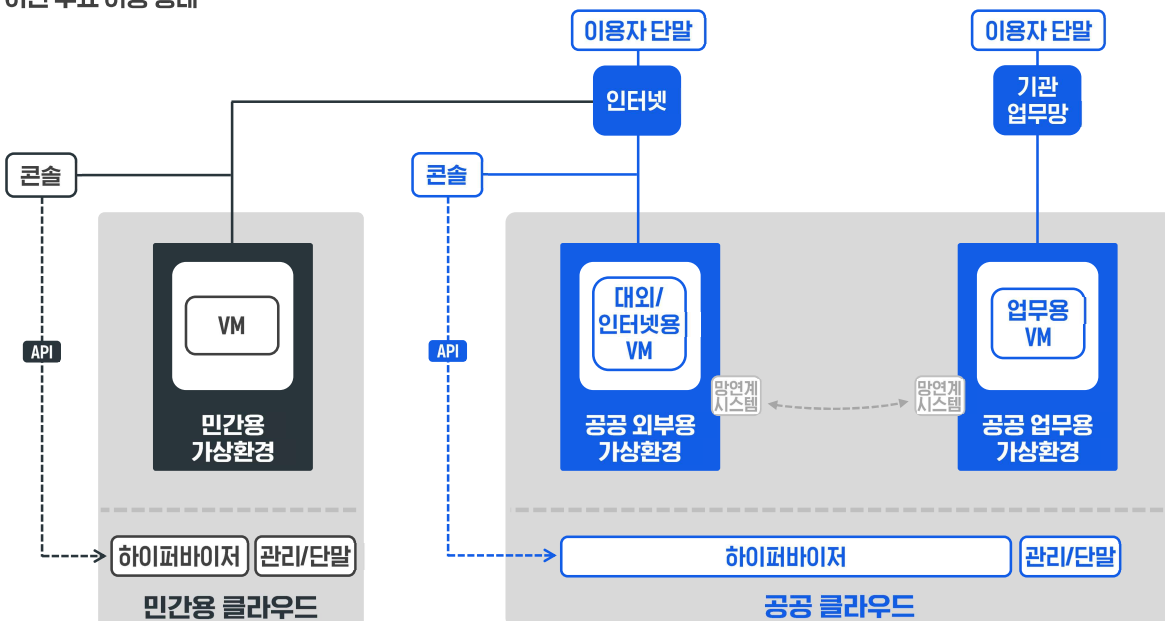 이용자 단말
이용자 단말
인터넷
기관
업무망
콘솔
콘솔
VM
대외/
인터넷용
VM
업무용
VM
API
API
망연계
시스템
망연계
시스템
민간용
가상환경
공공 외부용
가상환경
공공 업무용
가상환경
하이퍼바이저
관리/단말
하이퍼바이저
관리/단말
민간용 클라우드
공공 클라우드